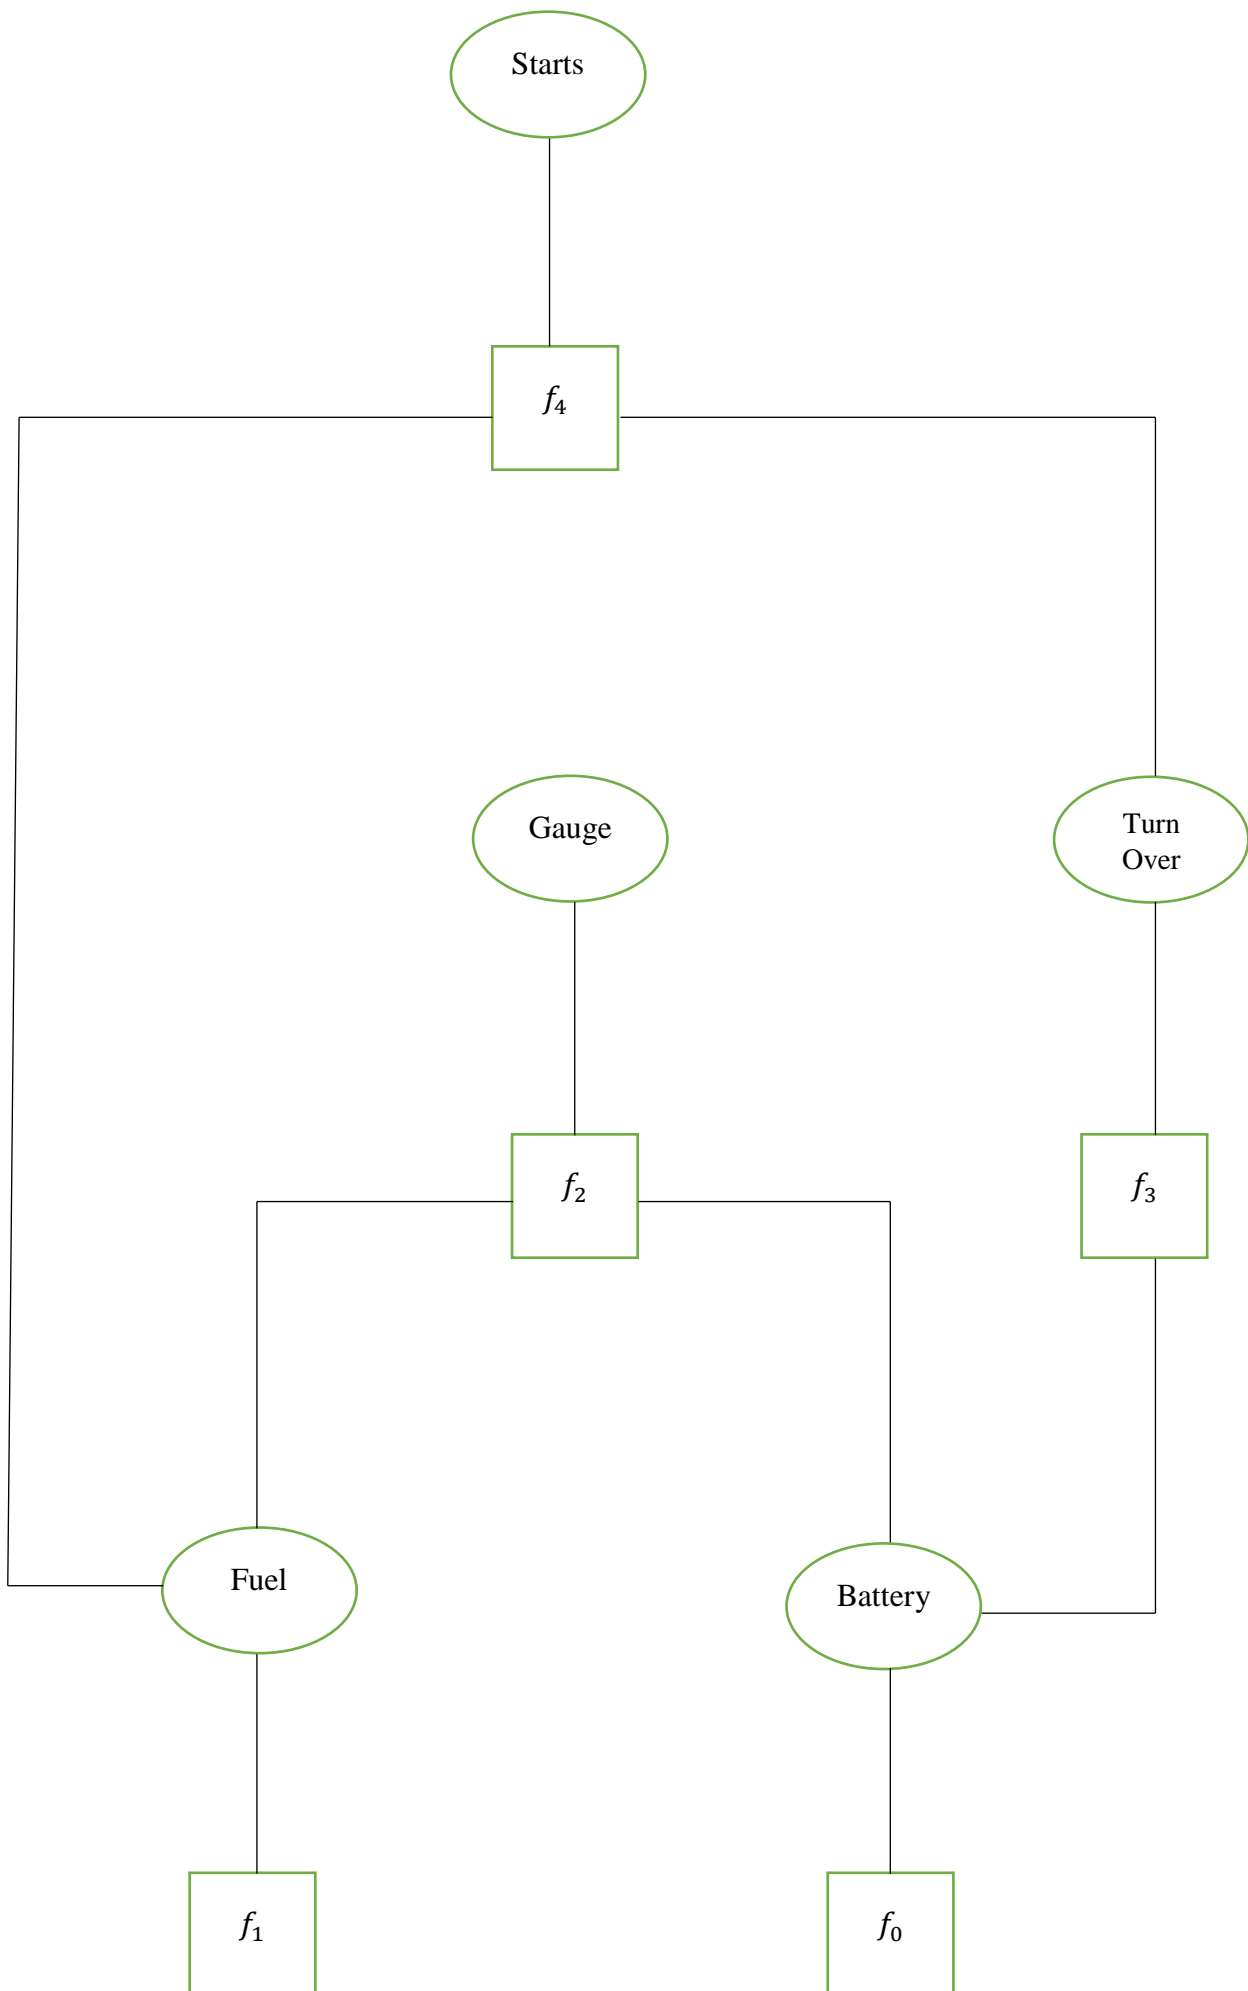 Starts
f₄
Gauge
Turn
Over
f₂
f₃
Fuel
Battery
f₁
f₀